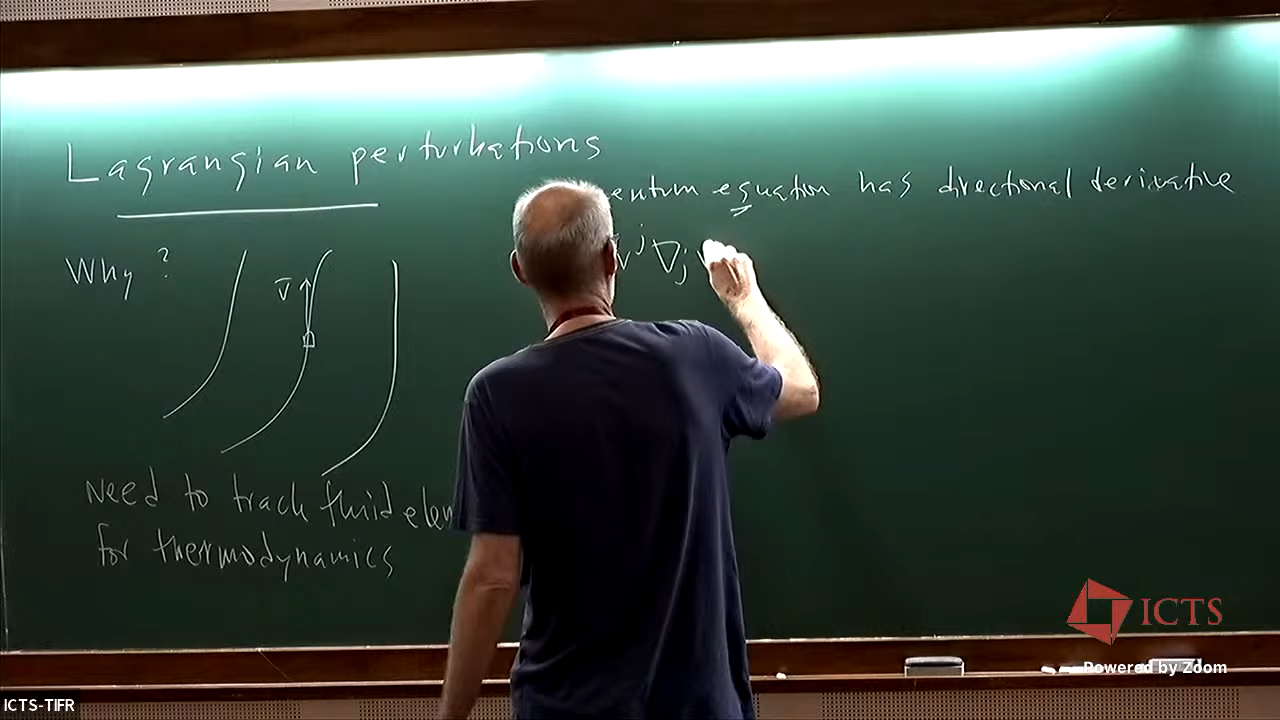 Lagrangian perturbations
entum equation has directional derivative
Why ?
v̄
v^j ∇_j
Need to track fluid elem
for thermodynamics
ICTS
Powered by Zoom
ICTS-TIFR